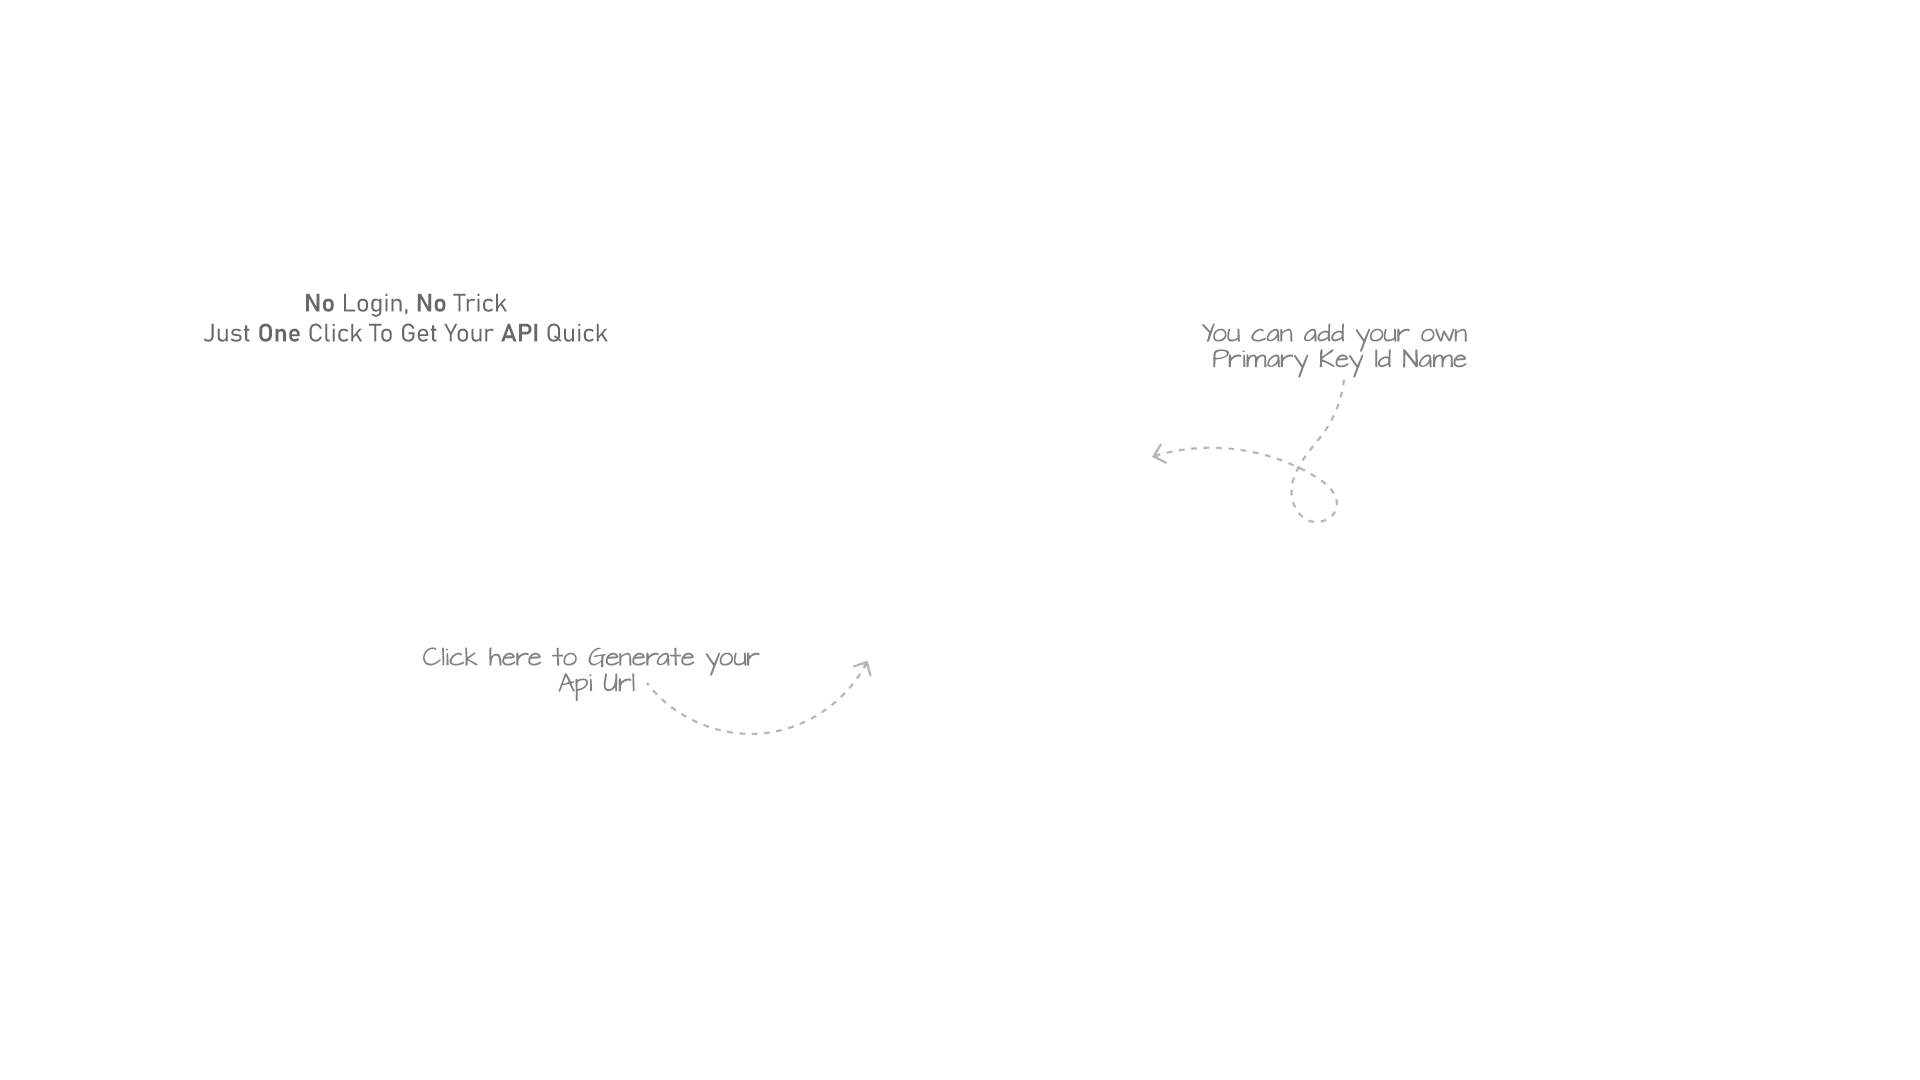 No Login, No Trick
Just One Click To Get Your API Quick
You can add your own
Primary Key Id Name
Click here to Generate your
Api Url